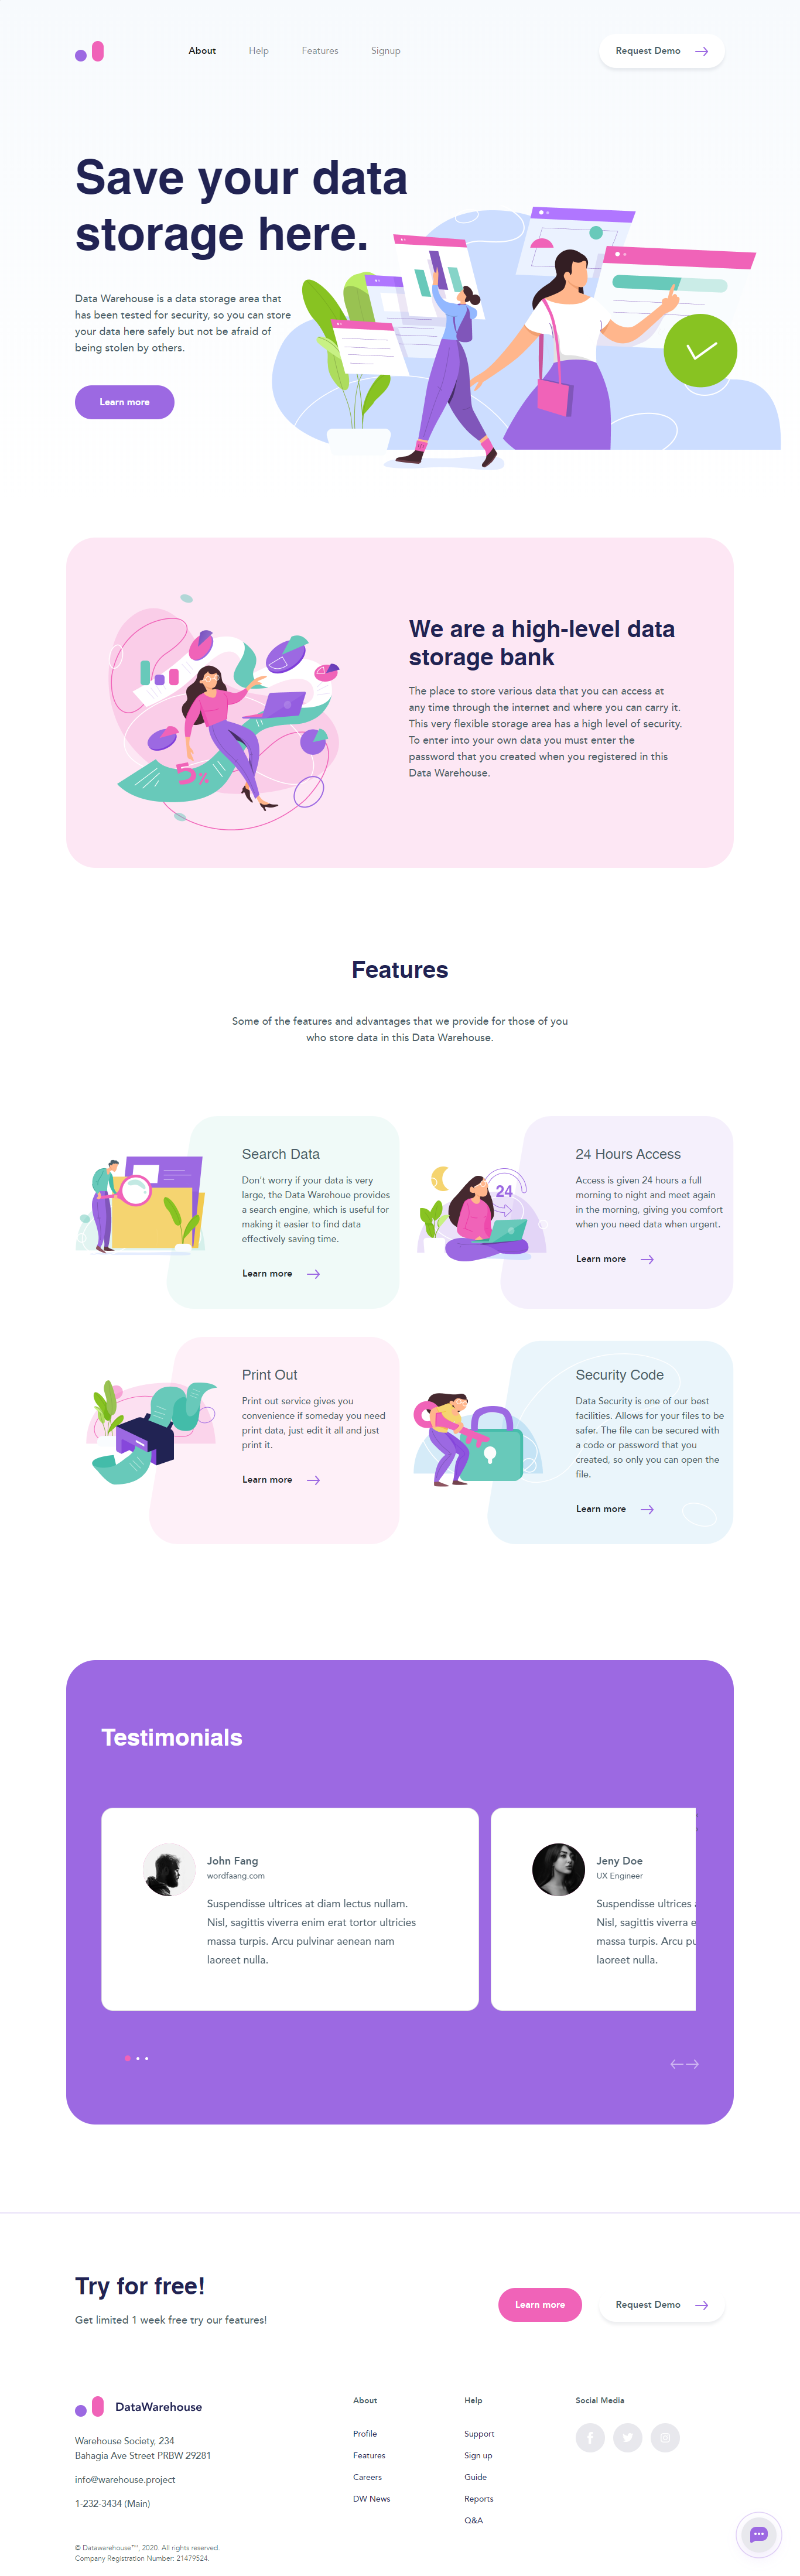 About
Help
Features
Signup
Request Demo
Save your data
storage here.
Data Warehouse is a data storage area that
has been tested for security, so you can store
your data here safely but not be afraid of
being stolen by others.
Learn more
5%
We are a high-level data
storage bank
The place to store various data that you can access at
any time through the internet and where you can carry it.
This very flexible storage area has a high level of security.
To enter into your own data you must enter the
password that you created when you registered in this
Data Warehouse.
Features
Some of the features and advantages that we provide for those of you
who store data in this Data Warehouse.
Search Data
Don't worry if your data is very
large, the Data Warehoue provides
a search engine, which is useful for
making it easier to find data
effectively saving time.
Learn more
24
24 Hours Access
Access is given 24 hours a full
morning to night and meet again
in the morning, giving you comfort
when you need data when urgent.
Learn more
Print Out
Print out service gives you
convenience if someday you need
print data, just edit it all and just
print it.
Learn more
Security Code
Data Security is one of our best
facilities. Allows for your files to be
safer. The file can be secured with
a code or password that you
created, so only you can open the
file.
Learn more
Testimonials
John Fang
wordfaang.com
Suspendisse ultrices at diam lectus nullam.
Nisl, sagittis viverra enim erat tortor ultricies
massa turpis. Arcu pulvinar aenean nam
laoreet nulla.
Jeny Doe
UX Engineer
Suspendisse ultrices
Nisl, sagittis viverra e
massa turpis. Arcu pu
laoreet nulla.
Try for free!
Get limited 1 week free try our features!
Learn more
Request Demo
DataWarehouse
Warehouse Society, 234
Bahagia Ave Street PRBW 29281
info@warehouse.project
1-232-3434 (Main)
About
Profile
Features
Careers
DW News
Help
Support
Sign up
Guide
Reports
Q&A
Social Media
© Datawarehouse™, 2020. All rights reserved.
Company Registration Number: 21479524.